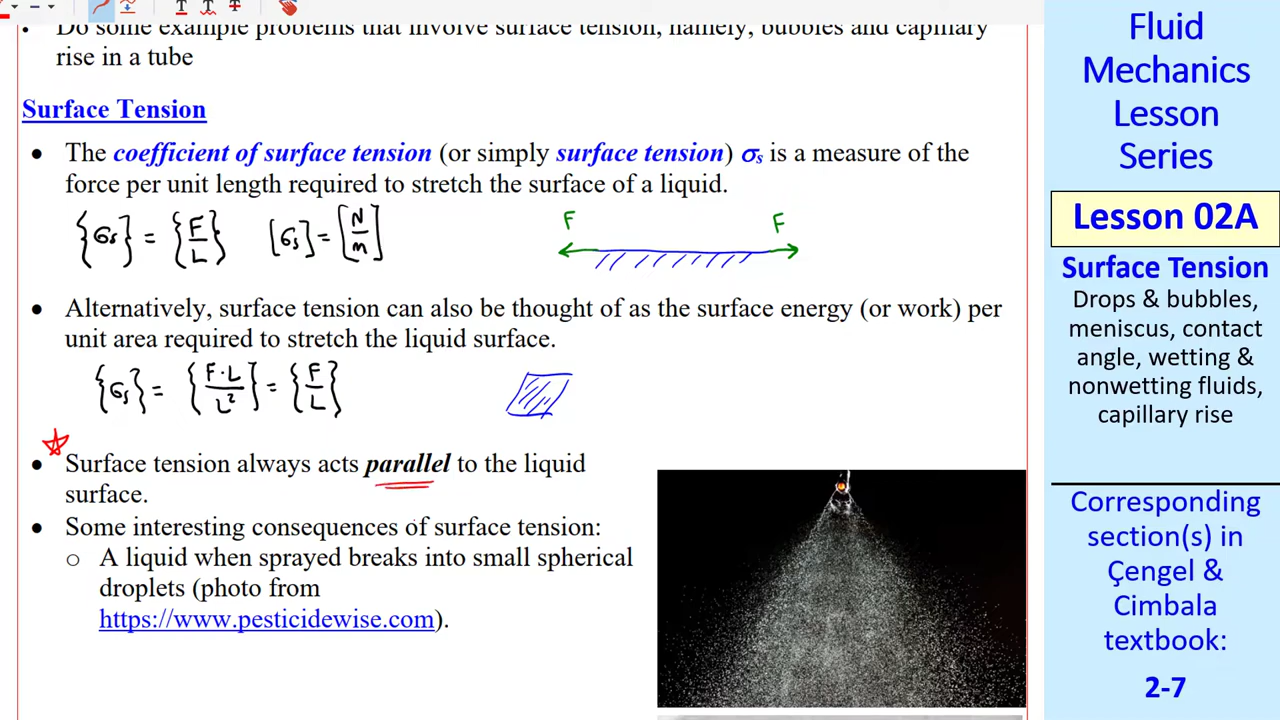 Do some example problems that involve surface tension, namely, bubbles and capillary
rise in a tube
Surface Tension
The coefficient of surface tension (or simply surface tension) σs is a measure of the
force per unit length required to stretch the surface of a liquid.
{σs} = {F/L} [σs] = [N/m]
F F
Alternatively, surface tension can also be thought of as the surface energy (or work) per
unit area required to stretch the liquid surface.
{σs} = {F·L/L²} = {F/L}
Surface tension always acts parallel to the liquid
surface.
Some interesting consequences of surface tension:
A liquid when sprayed breaks into small spherical
droplets (photo from
https://www.pesticidewise.com).
Fluid
Mechanics
Lesson
Series
Lesson 02A
Surface Tension
Drops & bubbles,
meniscus, contact
angle, wetting &
nonwetting fluids,
capillary rise
Corresponding
section(s) in
Çengel &
Cimbala
textbook:
2-7